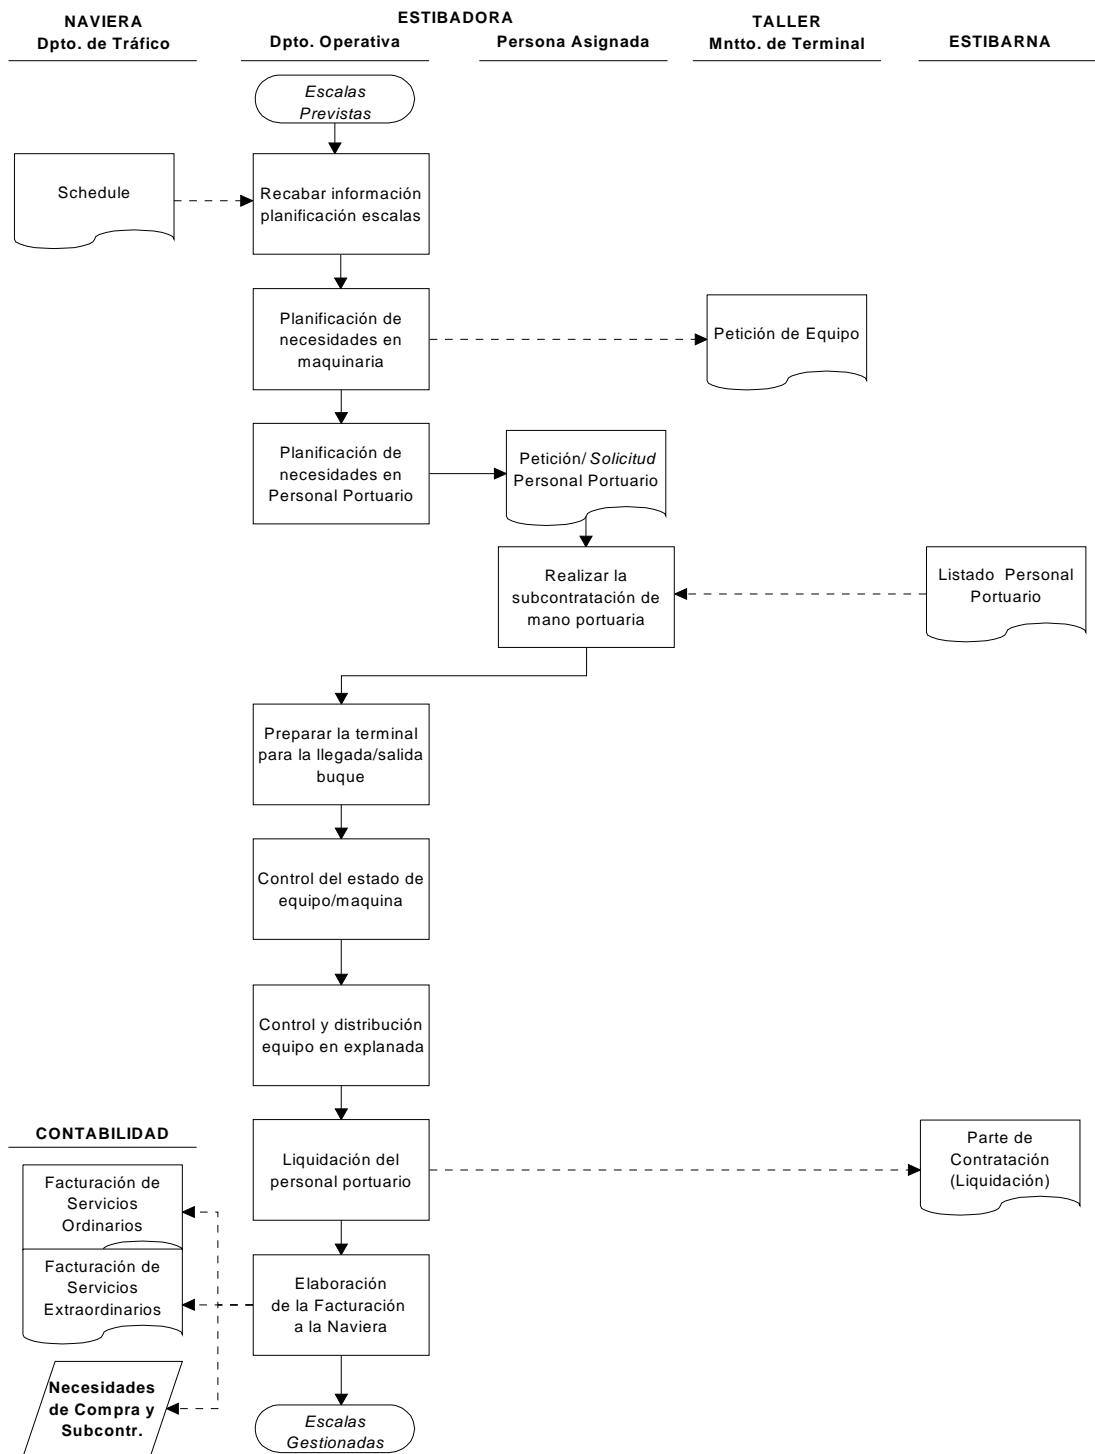 NAVIERA
Dpto. de Tráfico
ESTIBADORA
Dpto. Operativa
Persona Asignada
TALLER
Mntto. de Terminal
ESTIBARNA
Escalas
Previstas
Schedule
Recabar información
planificación escalas
Planificación de
necesidades en
maquinaria
Petición de Equipo
Planificación de
necesidades en
Personal Portuario
Petición/ Solicitud
Personal Portuario
Realizar la
subcontratación de
mano portuaria
Listado Personal
Portuario
Preparar la terminal
para la llegada/salida
buque
Control del estado de
equipo/maquina
Control y distribución
equipo en explanada
CONTABILIDAD
Liquidación del
personal portuario
Parte de
Contratación
(Liquidación)
Facturación de
Servicios
Ordinarios
Facturación de
Servicios
Extraordinarios
Elaboración
de la Facturación
a la Naviera
Necesidades
de Compra y
Subcontr.
Escalas
Gestionadas